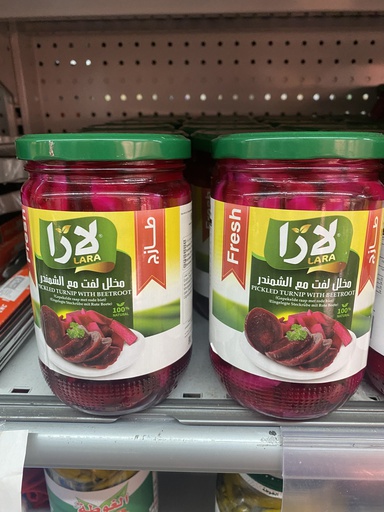 لارا
LARA
طازج
مخلل لفت مع الشمندر
PICKLED TURNIP WITH BEETROOT
100%
Fresh
لارا
LARA
مخلل لفت مع الشمندر
PICKLED TURNIP WITH BEETROOT
100%
الغوطة